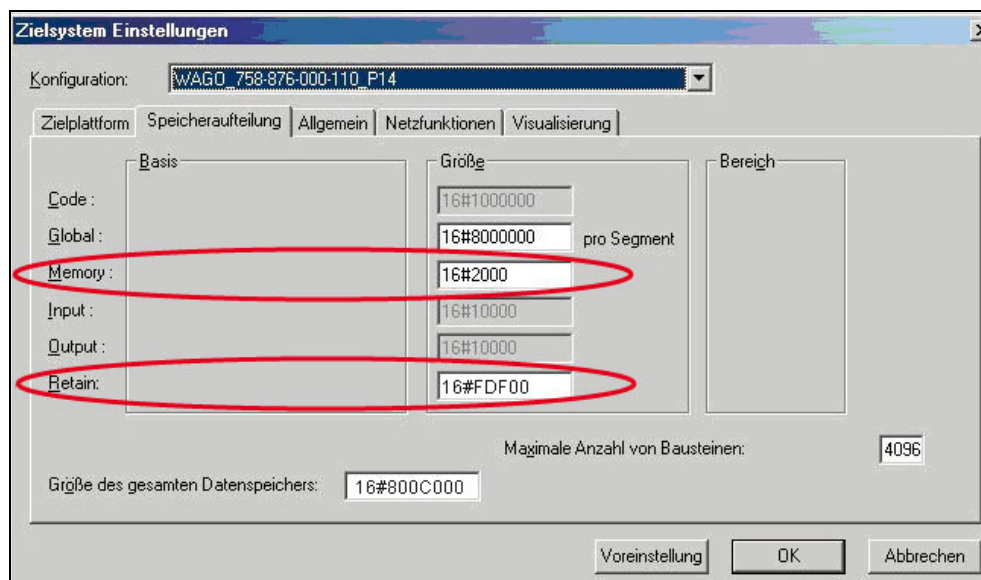 Zielsystem Einstellungen
Konfiguration: WAGO_758-876-000-110_P14
Zielplattform Speicheraufteilung Allgemein Netzfunktionen Visualisierung
Basis Größe Bereich
Code : 16#1000000
Global : 16#8000000 pro Segment
Memory : 16#2000
Input : 16#10000
Output : 16#10000
Retain: 16#FDF00
Maximale Anzahl von Bausteinen: 4096
Größe des gesamten Datenspeichers: 16#800C000
Voreinstellung OK Abbrechen